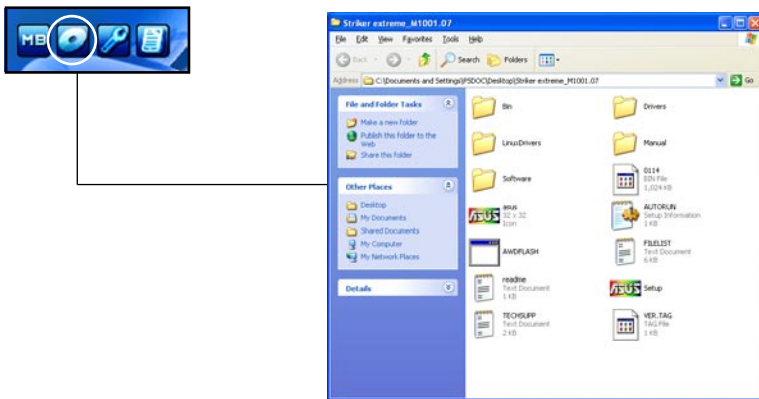 MB
Striker extreme_M1001.07
File Edit View Favorites Tools Help
Back Search Folders
Address C:\Documents and Settings\PSDOC\Desktop\Striker extreme_M1001.07 Go
File and Folder Tasks
Make a new folder
Publish this folder to the Web
Share this folder
Other Places
Desktop
My Documents
Shared Documents
My Computer
My Network Places
Details
Bin
Drivers
LinuxDrivers
Manual
Software
0114
BIN File
1,024 KB
asus
32 x 32
Icon
AUTORUN
Setup Information
1 KB
AWDFLASH
FILELIST
Text Document
6 KB
readme
Text Document
1 KB
ASUS
Setup
TECHSUPP
Text Document
2 KB
VER.TAG
TAG File
1 KB